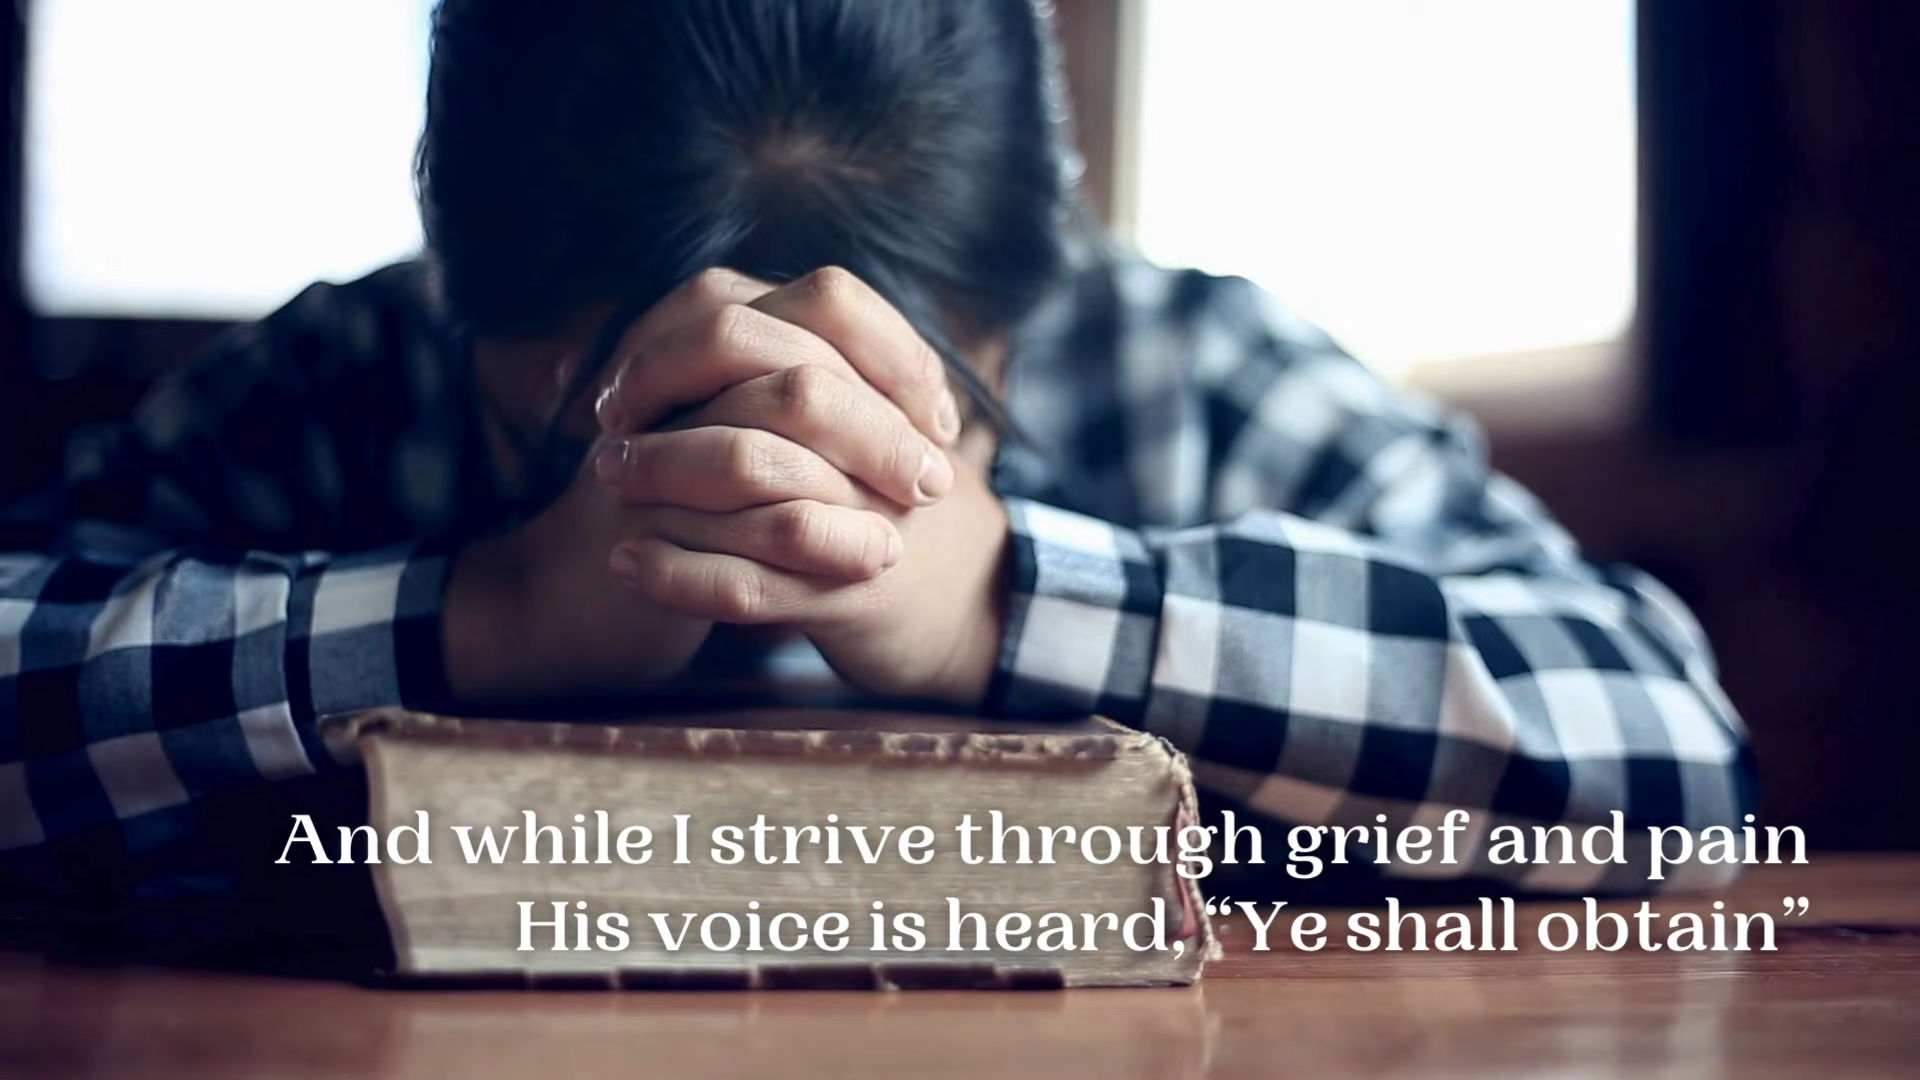 And while I strive through grief and pain
His voice is heard, “Ye shall obtain”